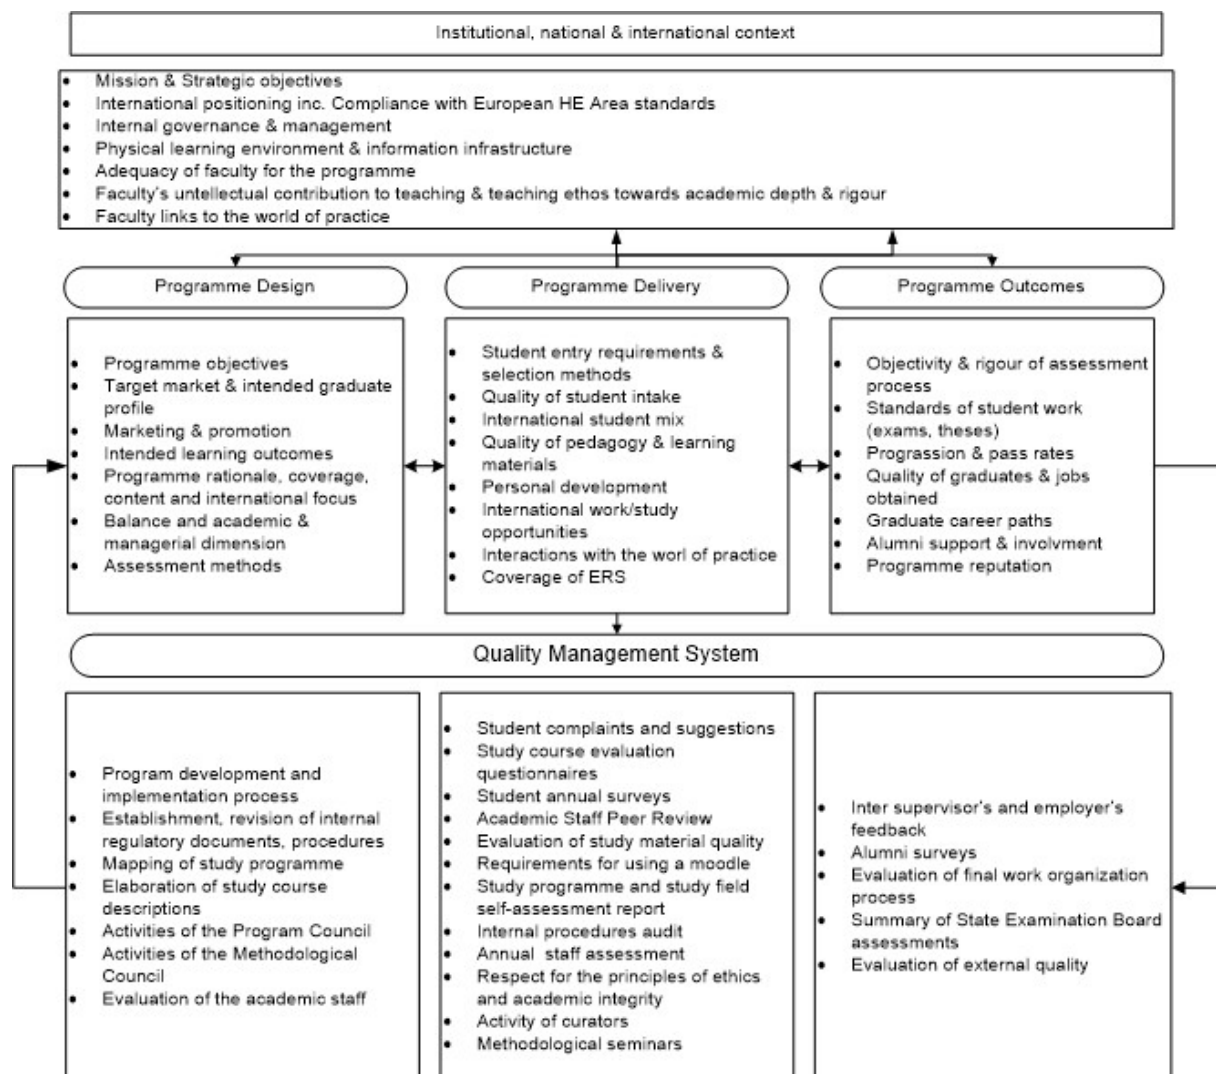 Institutional, national & international context
• Mission & Strategic objectives
• International positioning inc. Compliance with European HE Area standards
• Internal governance & management
• Physical learning environment & information infrastructure
• Adequacy of faculty for the programme
• Faculty's untellectual contribution to teaching & teaching ethos towards academic depth & rigour
• Faculty links to the world of practice
Programme Design
• Programme objectives
• Target market & intended graduate
profile
• Marketing & promotion
• Intended learning outcomes
• Programme rationale, coverage,
content and international focus
• Balance and academic &
managerial dimension
• Assessment methods
Programme Delivery
• Student entry requirements &
selection methods
• Quality of student intake
• International student mix
• Quality of pedagogy & learning
materials
• Personal development
• International work/study
opportunities
• Interactions with the worl of practice
• Coverage of ERS
Programme Outcomes
• Objectivity & rigour of assessment
process
• Standards of student work
(exams, theses)
• Prograssion & pass rates
• Quality of graduates & jobs
obtained
• Graduate career paths
• Alumni support & involvment
• Programme reputation
Quality Management System
• Program development and
implementation process
• Establishment, revision of internal
regulatory documents, procedures
• Mapping of study programme
• Elaboration of study course
descriptions
• Activities of the Program Council
• Activities of the Methodological
Council
• Evaluation of the academic staff
• Student complaints and suggestions
• Study course evaluation
questionnaires
• Student annual surveys
• Academic Staff Peer Review
• Evaluation of study material quality
• Requirements for using a moodle
• Study programme and study field
self-assessment report
• Internal procedures audit
• Annual staff assessment
• Respect for the principles of ethics
and academic integrity
• Activity of curators
• Methodological seminars
• Inter supervisor's and employer's
feedback
• Alumni surveys
• Evaluation of final work organization
process
• Summary of State Examination Board
assessments
• Evaluation of external quality